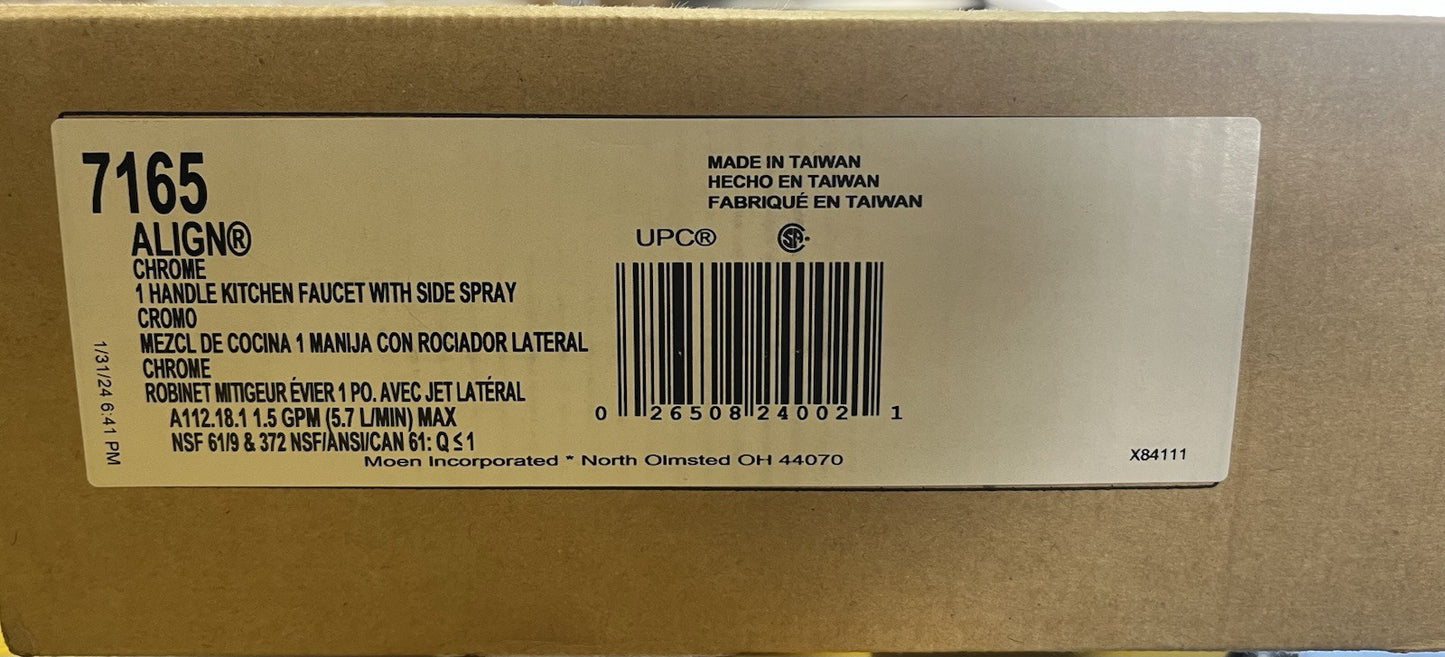 7165
ALIGN®
CHROME
1 HANDLE KITCHEN FAUCET WITH SIDE SPRAY
CROMO
MEZCL DE COCINA 1 MANIJA CON ROCIADOR LATERAL
CHROME
ROBINET MITIGEUR ÉVIER 1 PO. AVEC JET LATÉRAL
A112.18.1 1.5 GPM (5.7 L/MIN) MAX
NSF 61/9 & 372 NSF/ANSI/CAN 61: Q ≤ 1
1/31/24 6:41 PM
MADE IN TAIWAN
HECHO EN TAIWAN
FABRIQUÉ EN TAIWAN
UPC® SA
0 26508 24002 1
Moen Incorporated * North Olmsted OH 44070
X84111